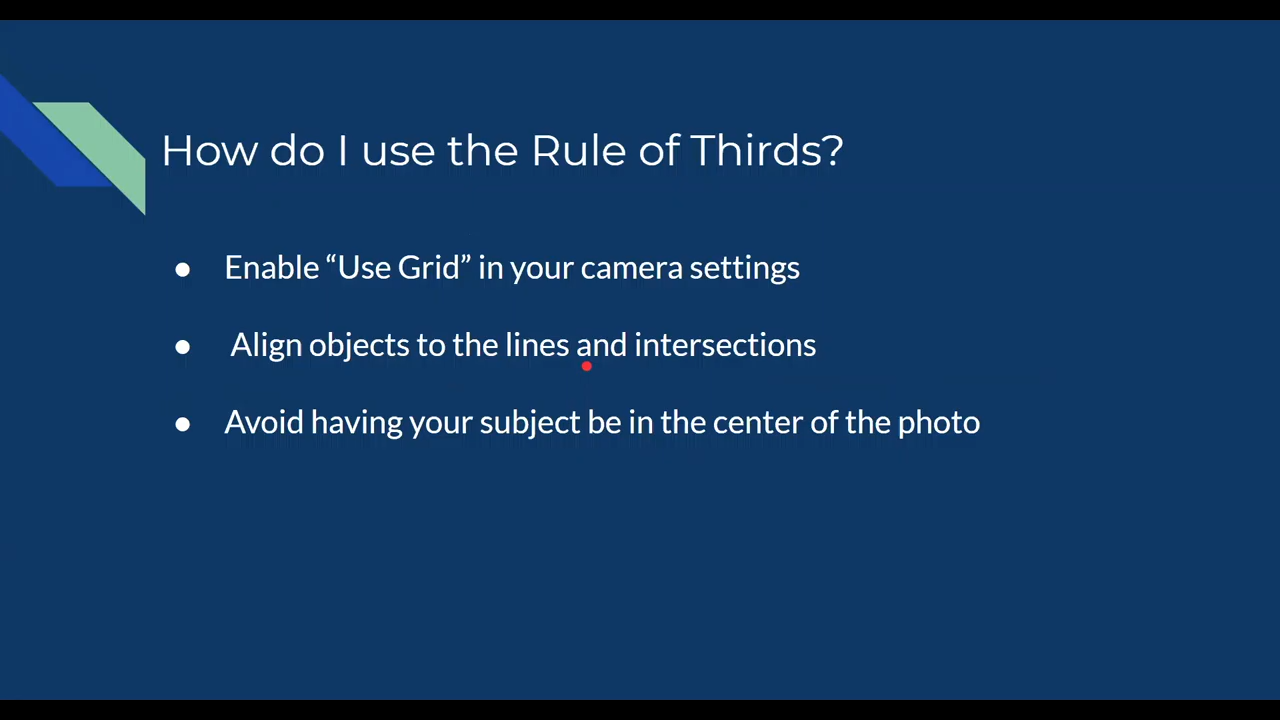 How do I use the Rule of Thirds?
● Enable “Use Grid” in your camera settings
● Align objects to the lines and intersections
● Avoid having your subject be in the center of the photo